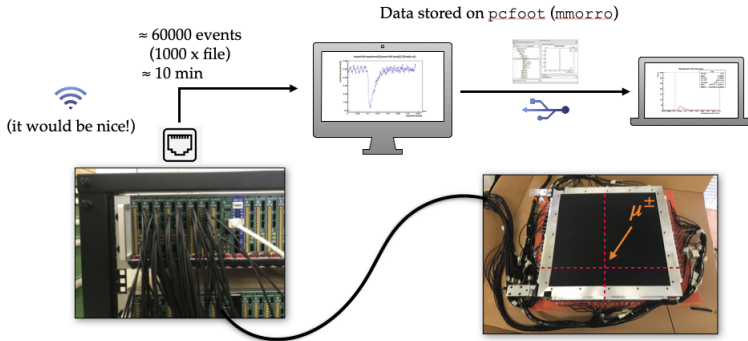 Data stored on pcfoot (mmorro)
≈ 60000 events
(1000 x file)
≈ 10 min
(it would be nice!)
μ±